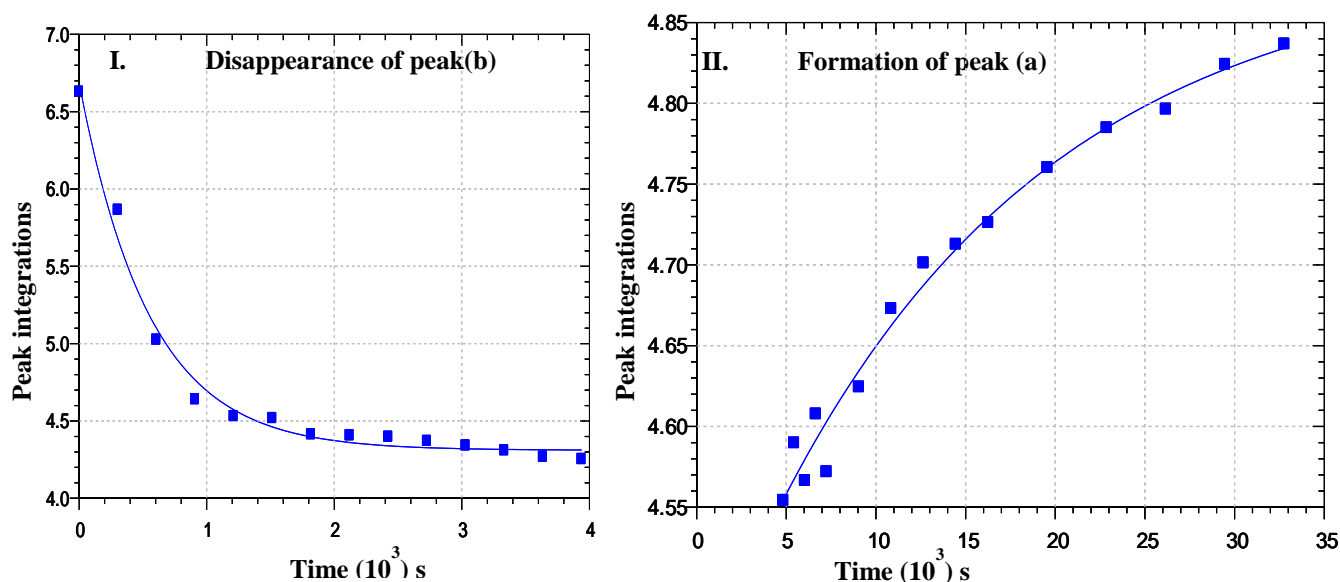 I. Disappearance of peak(b)
7.0
6.5
6.0
5.5
5.0
4.5
4.0
Peak integrations
0 1 2 3 4
Time (10³) s
II. Formation of peak (a)
4.85
4.80
4.75
4.70
4.65
4.60
4.55
Peak integrations
0 5 10 15 20 25 30 35
Time (10³) s